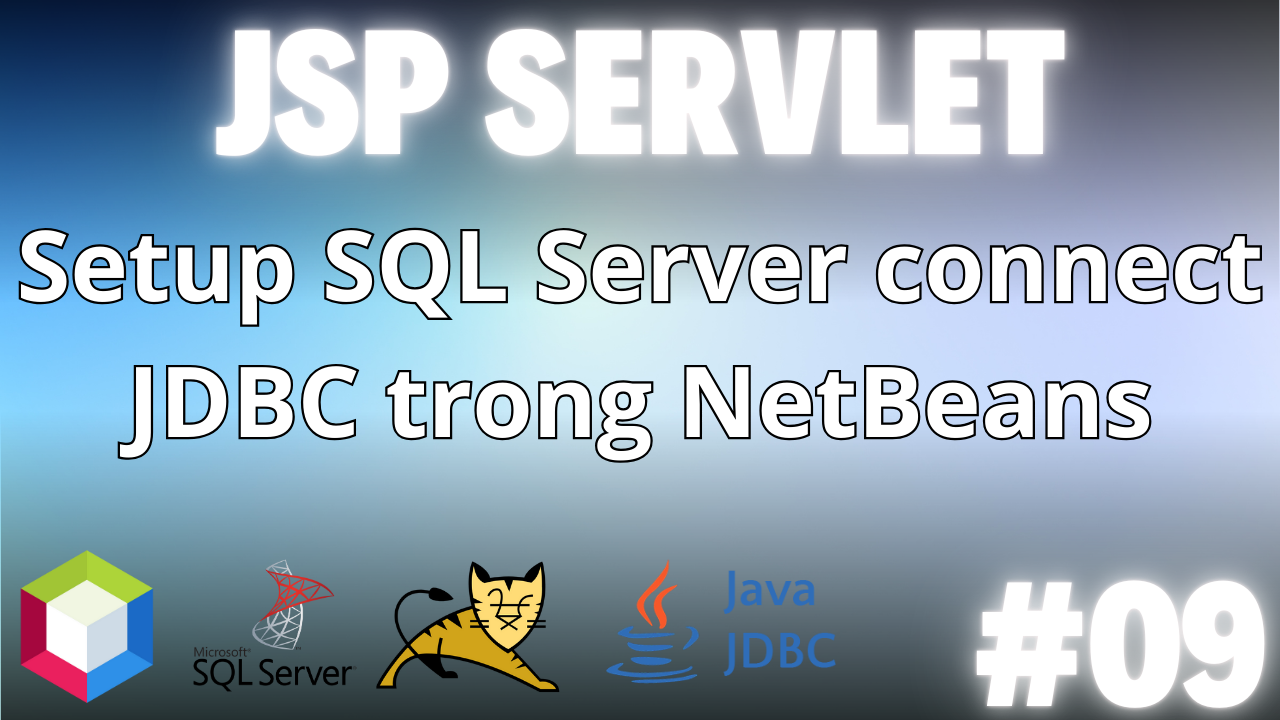 JSP SERVLET
Setup SQL Server connect
JDBC trong NetBeans
Microsoft®
SQL Server
Java
JDBC
#09